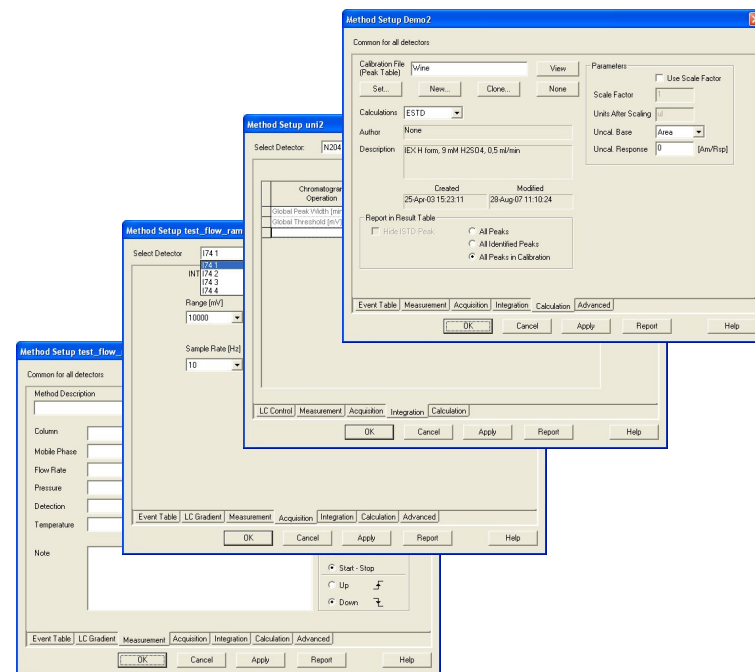 Method Setup Demo2
Common for all detectors
Calibration File
(Peak Table)
Wine
View
Set...
New...
Clone...
None
Calculations
ESTD
Author
None
Description
IEX H form, 9 mM H2SO4, 0,5 ml/min
Created
Modified
25-Apr-03 15:23:11
28-Aug-07 11:10:24
Report in Result Table
Hide ISTD Peak
All Peaks
All Identified Peaks
All Peaks in Calibration
Parameters
Use Scale Factor
Scale Factor
1
Units After Scaling
ul
Uncal. Base
Area
Uncal. Response
0
[Am/Rsp]
Event Table
Measurement
Acquisition
Integration
Calculation
Advanced
OK
Cancel
Apply
Report
Help
Method Setup uni2
Select Detector:
N204
Chromatogram
Operation
Global Peak Width [min
Global Threshold [mV]
LC Control
Measurement
Acquisition
Integration
Calculation
OK
Cancel
Apply
Report
Help
Method Setup test_flow_ram
Select Detector
I74 1
I74 1
I74 2
I74 3
I74 4
INT
Range [mV]
10000
Sample Rate [Hz]
10
Event Table
LC Gradient
Measurement
Acquisition
Integration
Calculation
Advanced
OK
Cancel
Apply
Report
Help
Method Setup test_flow_
Common for all detectors
Method Description
Column
Mobile Phase
Flow Rate
Pressure
Detection
Temperature
Note
Start - Stop
Up
Down
Event Table
LC Gradient
Measurement
Acquisition
Integration
Calculation
Advanced
OK
Cancel
Apply
Report
Help